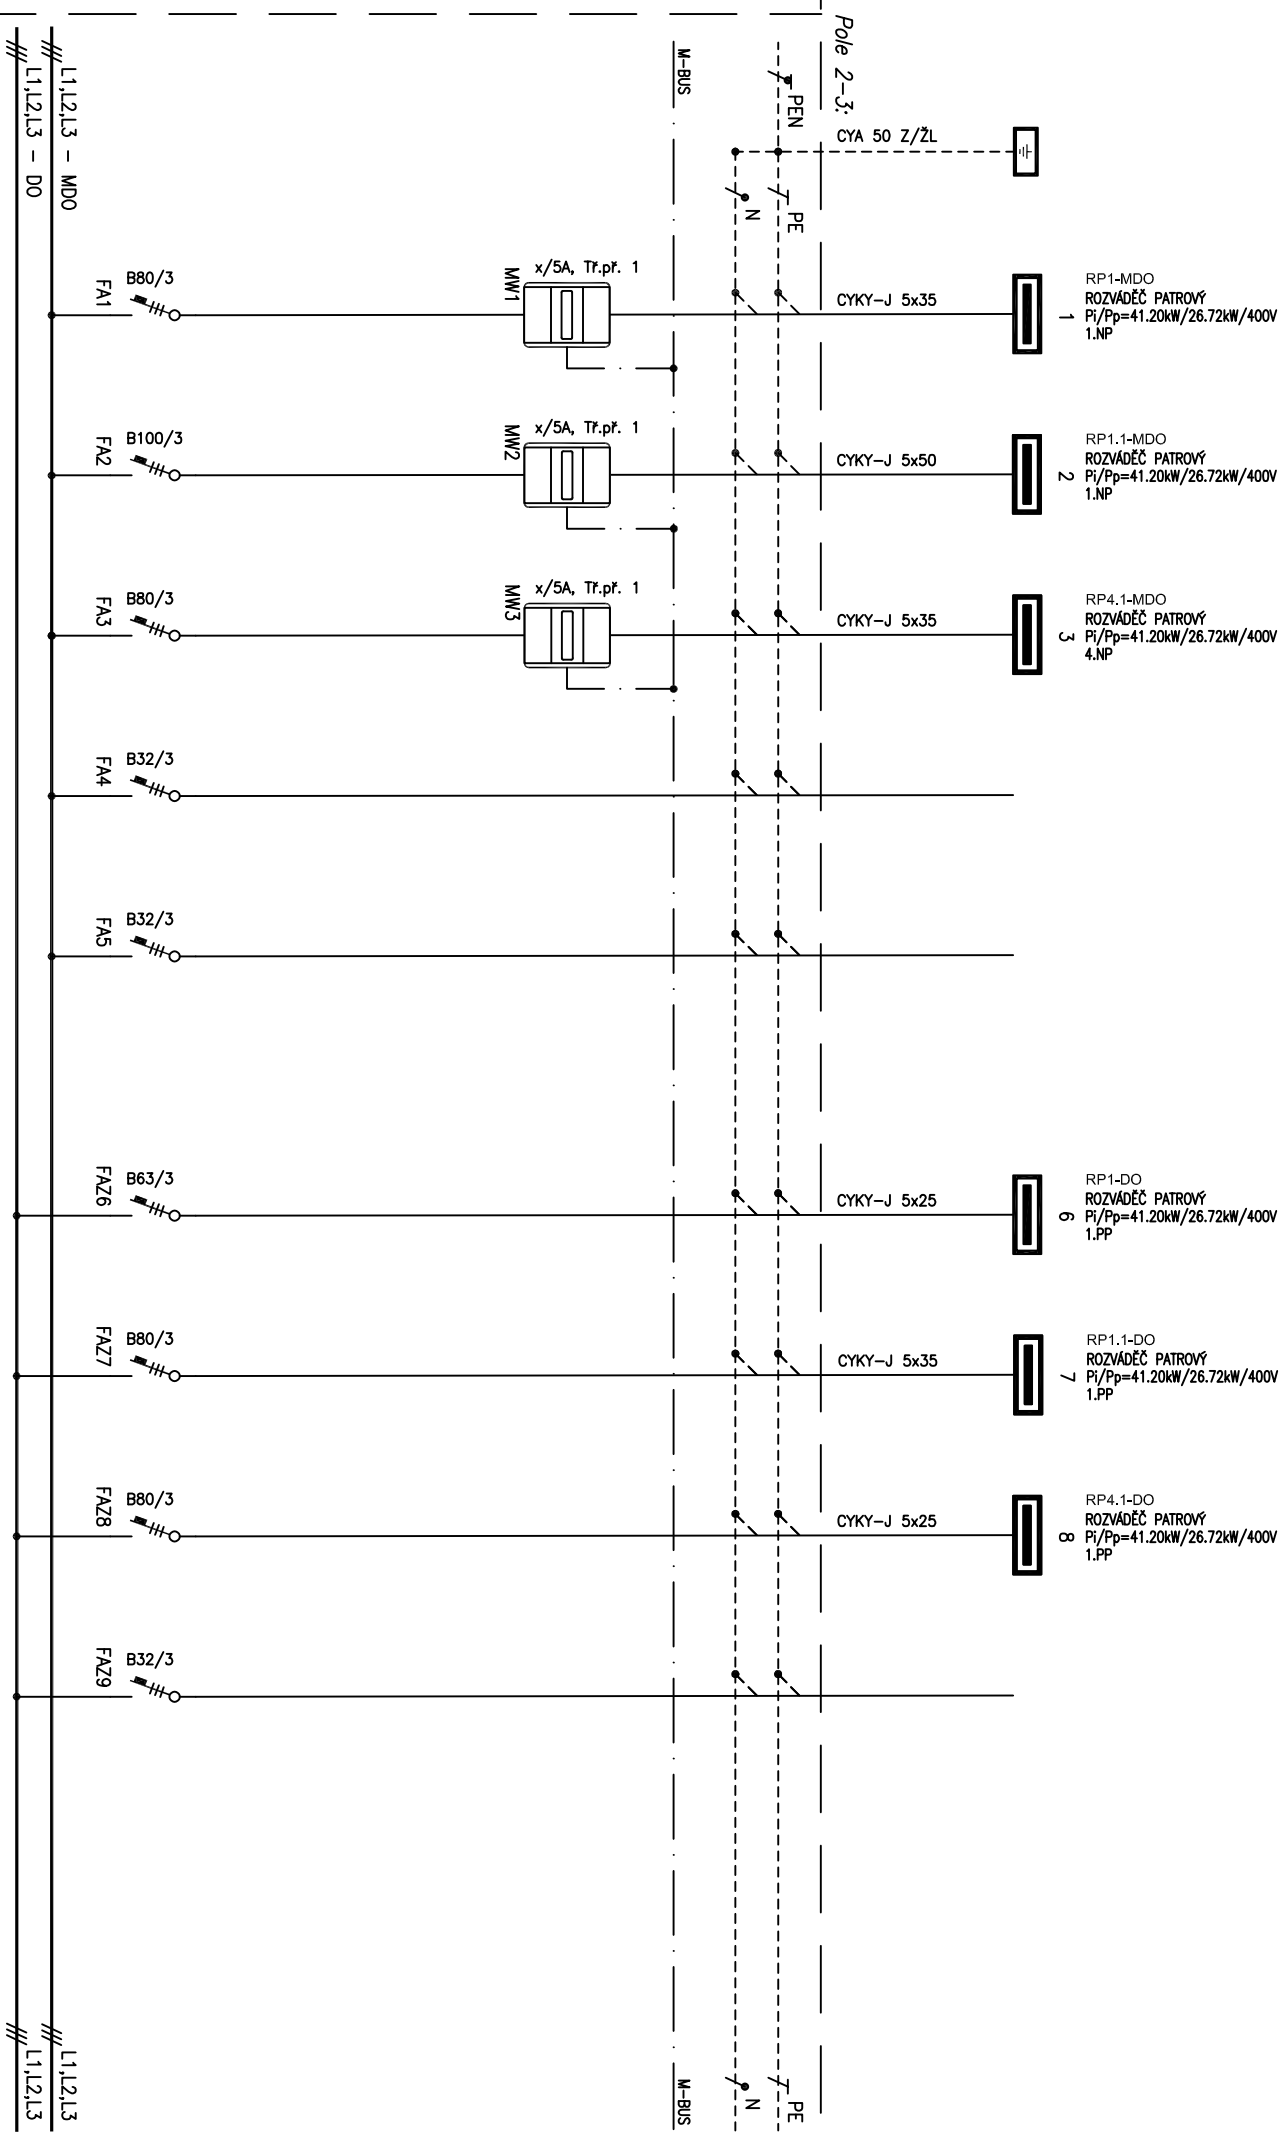 Pole 2-3:
M-BUS
PEN
CYA 50 Z/ŽL
L1,L2,L3 - MDO
L1,L2,L3 - DO
N
PE
FA1
B80/3
MW1
x/5A, Tř.př. 1
CYKY-J 5x35
1
RP1-MDO
ROZVÁDĚČ PATROVÝ
Pi/Pp=41.20kW/26.72kW/400V
1.NP
FA2
B100/3
MW2
x/5A, Tř.př. 1
CYKY-J 5x50
2
RP1.1-MDO
ROZVÁDĚČ PATROVÝ
Pi/Pp=41.20kW/26.72kW/400V
1.NP
FA3
B80/3
MW3
x/5A, Tř.př. 1
CYKY-J 5x35
3
RP4.1-MDO
ROZVÁDĚČ PATROVÝ
Pi/Pp=41.20kW/26.72kW/400V
4.NP
FA4
B32/3
FA5
B32/3
FAZ6
B63/3
CYKY-J 5x25
6
RP1-DO
ROZVÁDĚČ PATROVÝ
Pi/Pp=41.20kW/26.72kW/400V
1.PP
FAZ7
B80/3
CYKY-J 5x35
7
RP1.1-DO
ROZVÁDĚČ PATROVÝ
Pi/Pp=41.20kW/26.72kW/400V
1.PP
FAZ8
B80/3
CYKY-J 5x25
8
RP4.1-DO
ROZVÁDĚČ PATROVÝ
Pi/Pp=41.20kW/26.72kW/400V
1.PP
FAZ9
B32/3
L1,L2,L3
L1,L2,L3
M-BUS
N
PE